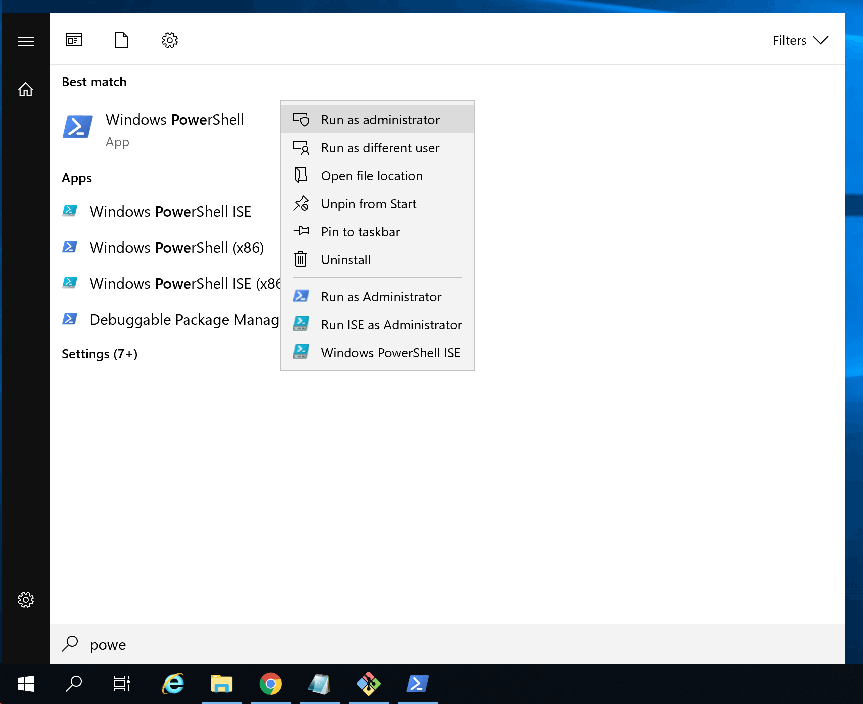 Filters
Best match
Windows PowerShell
App
Apps
Windows PowerShell ISE
Windows PowerShell (x86)
Windows PowerShell ISE (x86
Debuggable Package Manag
Settings (7+)
Run as administrator
Run as different user
Open file location
Unpin from Start
Pin to taskbar
Uninstall
Run as Administrator
Run ISE as Administrator
Windows PowerShell ISE
powe